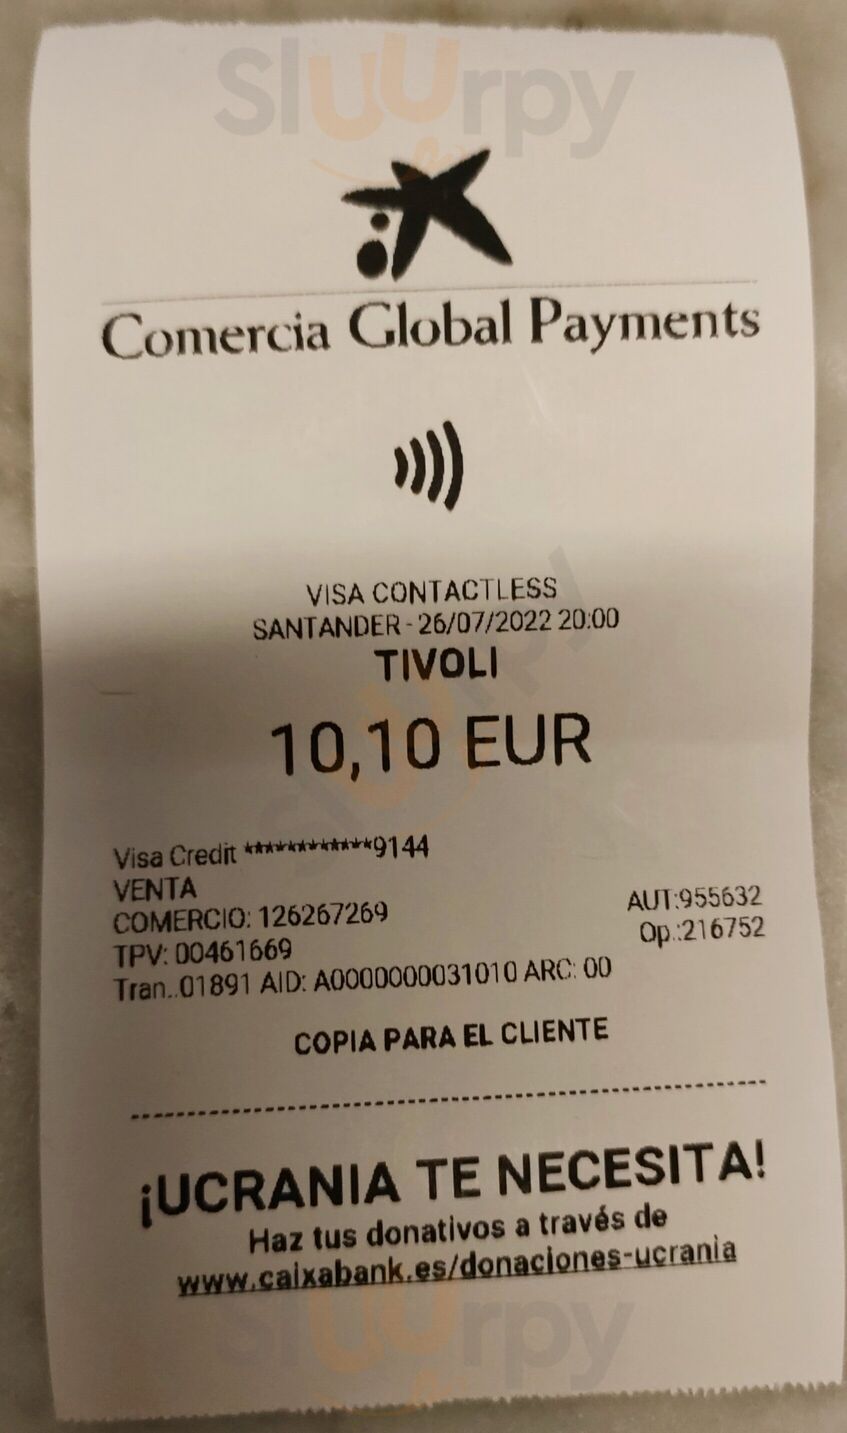 Sluurpy
Comercia Global Payments
VISA CONTACTLESS
SANTANDER - 26/07/2022 20:00
TIVOLI
10,10 EUR
Visa Credit ************9144
VENTA
COMERCIO: 126267269 AUT:955632
TPV: 00461669 Op.:216752
Tran.:01891 AID: A0000000031010 ARC: 00
COPIA PARA EL CLIENTE
¡UCRANIA TE NECESITA!
Haz tus donativos a través de
www.caixabank.es/donaciones-ucrania
Sluurpy